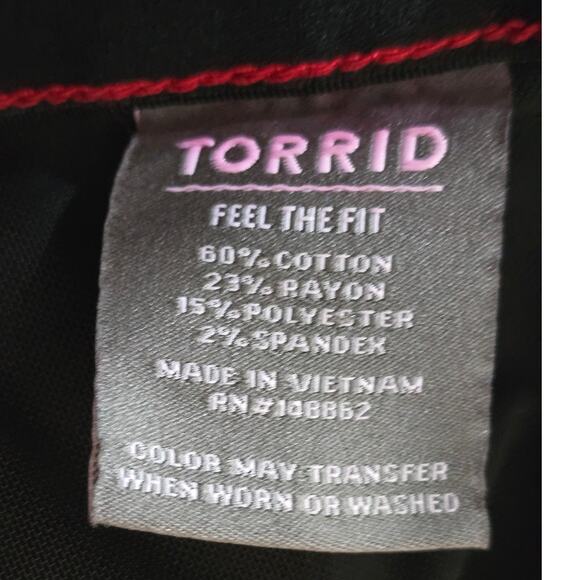 TORRID
FEEL THE FIT
60% COTTON
23% RAYON
15% POLYESTER
2% SPANDEX
MADE IN VIETNAM
RN#148862
COLOR MAY TRANSFER
WHEN WORN OR WASHED